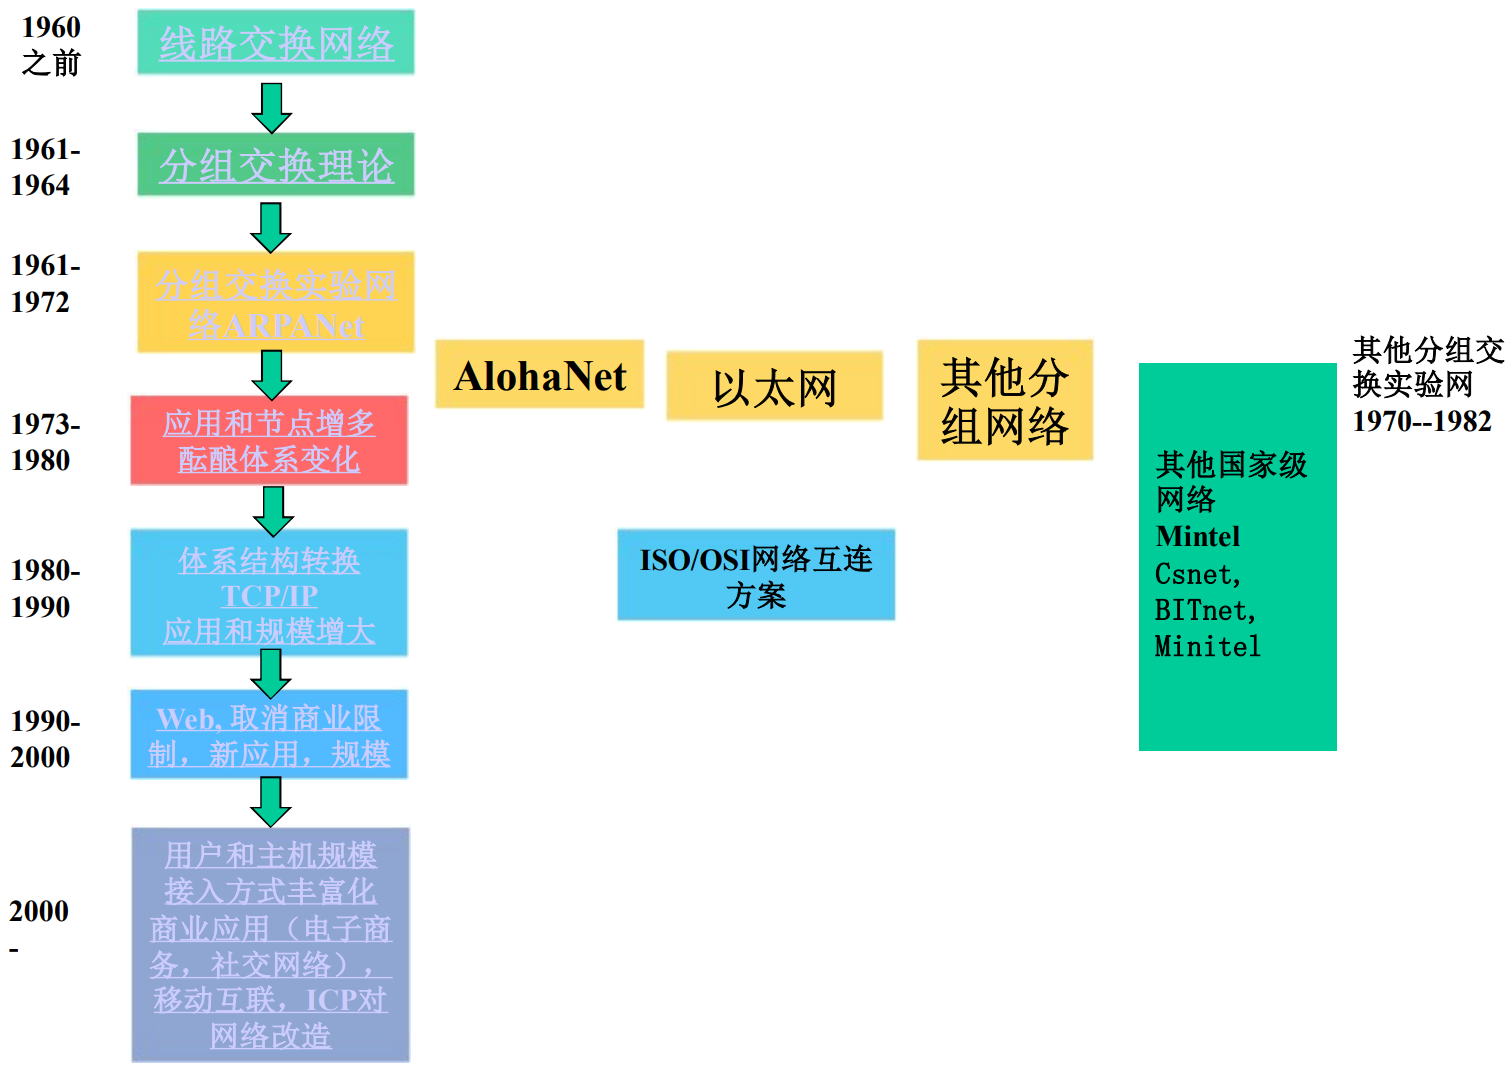 1960
之前
线路交换网络
1961-
1964
分组交换理论
1961-
1972
分组交换实验网
络ARPANet
AlohaNet
以太网
其他分
组网络
其他分组交
换实验网
1970--1982
1973-
1980
应用和节点增多
酝酿体系变化
其他国家级
网络
Mintel
Csnet,
BITnet,
Minitel
1980-
1990
体系结构转换
TCP/IP
应用和规模增大
ISO/OSI网络互连
方案
1990-
2000
Web, 取消商业限
制，新应用，规模
2000
-
用户和主机规模
接入方式丰富化
商业应用（电子商
务，社交网络），
移动互联，ICP对
网络改造